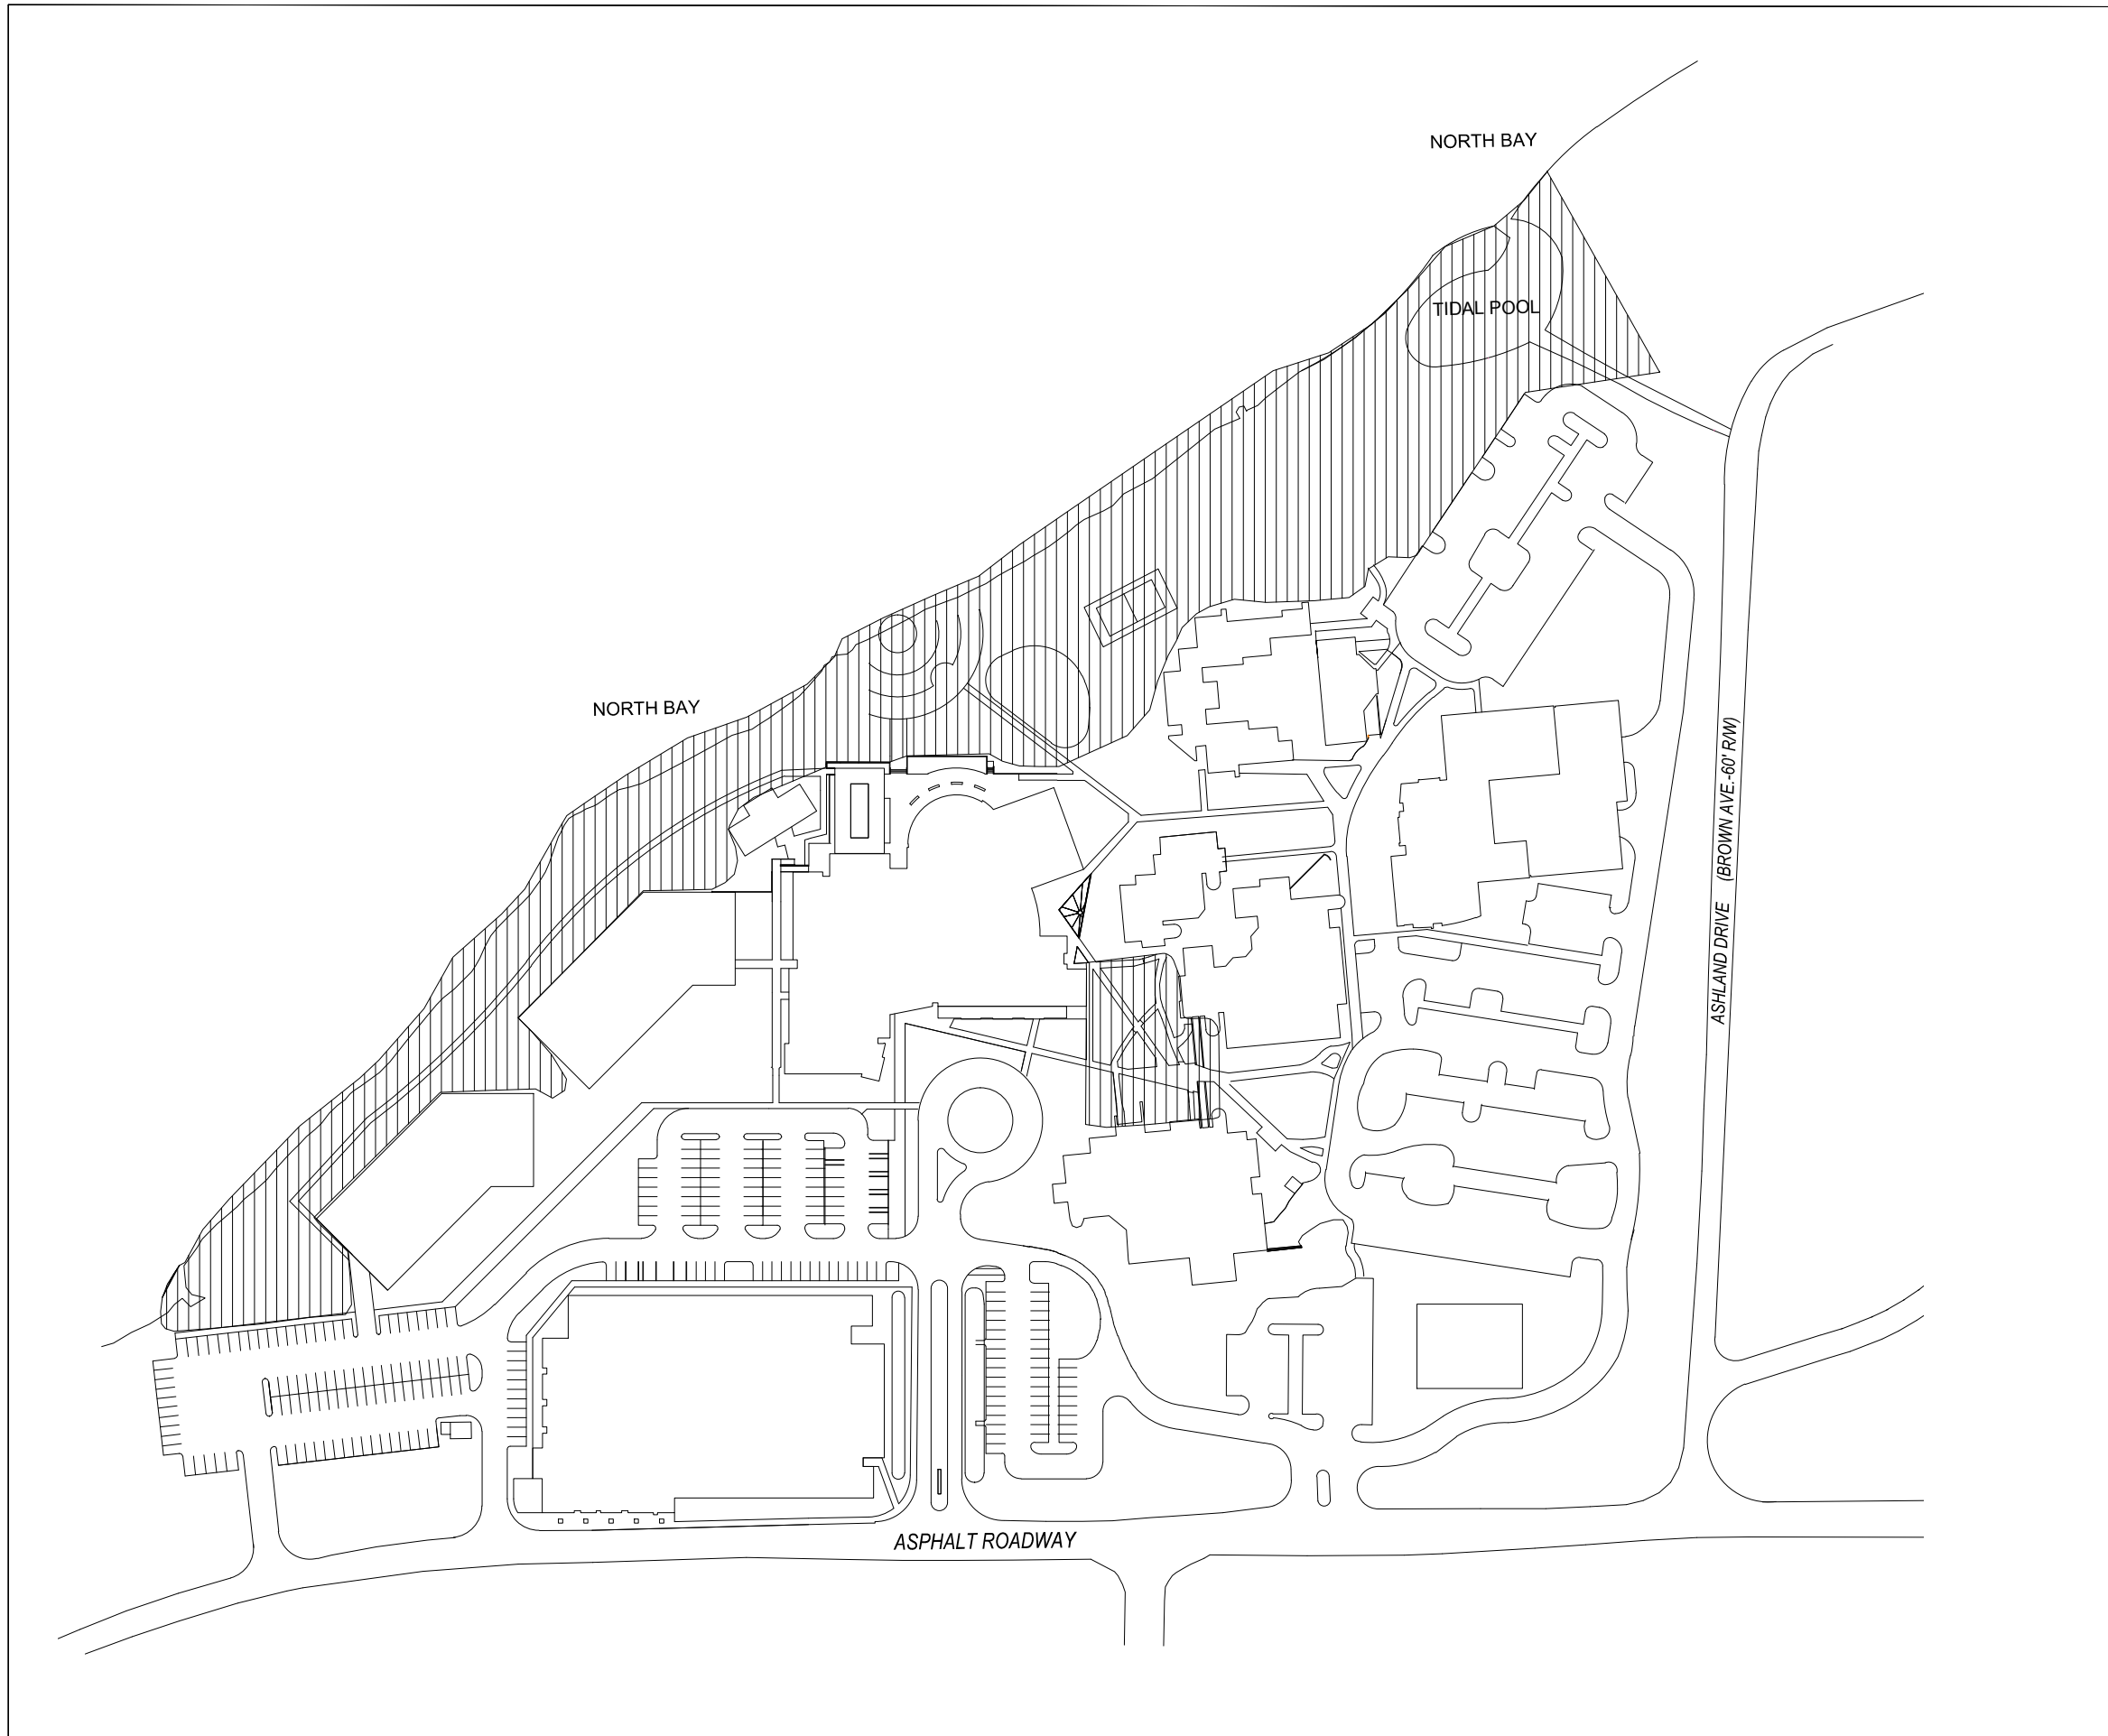 NORTH BAY
TIDAL POOL
NORTH BAY
ASHLAND DRIVE (BROWN AVE.-60' R/W)
ASPHALT ROADWAY